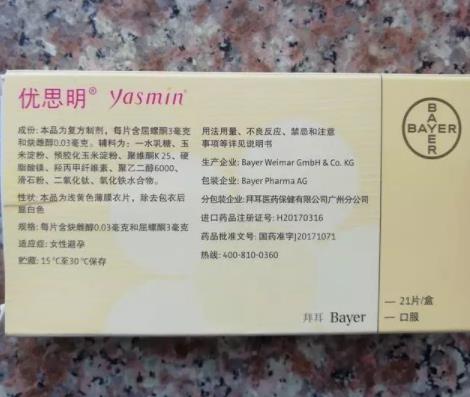 优思明® Yasmin®
成份: 本品为复方制剂，每片含屈螺酮3毫克
和炔雌醇0.03毫克。辅料为：一水乳糖、玉
米淀粉、预胶化玉米淀粉、聚维酮K 25、硬
脂酸镁、羟丙甲纤维素、聚乙二醇6000、
滑石粉、二氧化钛、氧化铁水合物。
性状: 本品为浅黄色薄膜衣片，除去包衣后
显白色
规格: 每片含炔雌醇0.03毫克和屈螺酮3毫克
适应症: 女性避孕
贮藏: 15℃至30℃保存
用法用量、不良反应、禁忌和注意
事项等详见说明书
生产企业: Bayer Weimar GmbH & Co. KG
包装企业: Bayer Pharma AG
分包装企业: 拜耳医药保健有限公司广州分公司
进口药品注册证号: H20170316
药品批准文号: 国药准字J20171071
热线: 400-810-0360
拜耳 Bayer
BAYER
BAYER
— 21片/盒
— 口服